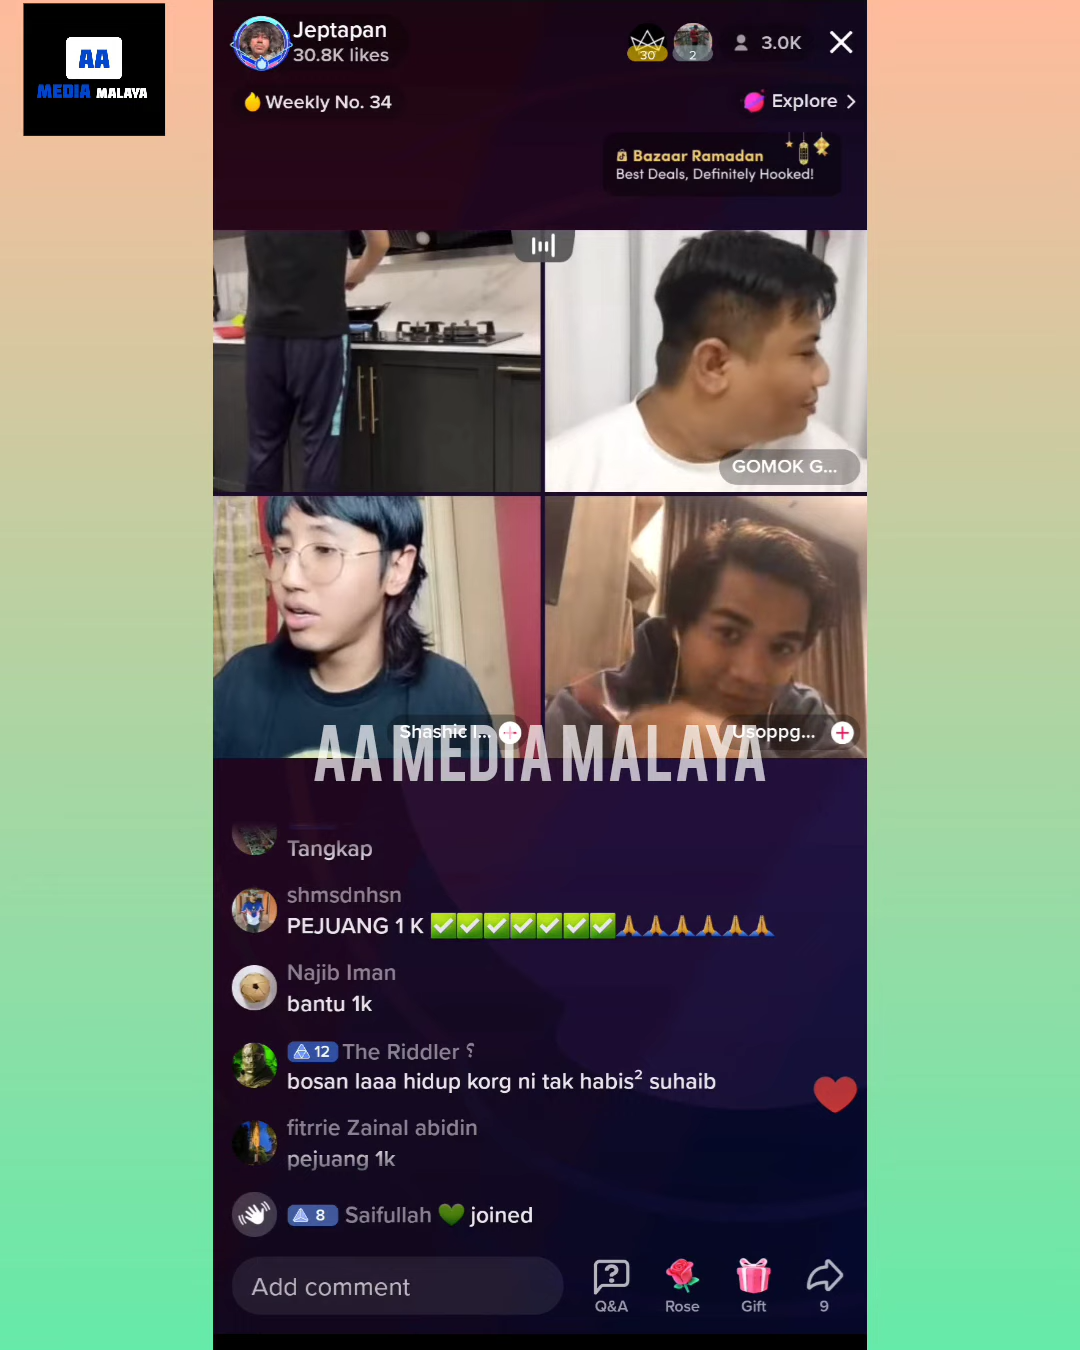 AA
MEDIA MALAYA
Jeptapan
30.8K likes
30
2
3.0K
Weekly No. 34
Explore
Bazaar Ramadan
Best Deals, Definitely Hooked!
GOMOK G...
Shashic I...
Usoppg...
AA MEDIA MALAYA
Tangkap
shmsdnhsn
PEJUANG 1 K ✅✅✅✅✅✅✅🙏🙏🙏🙏🙏🙏
Najib Iman
bantu 1k
12 The Riddler ؟
bosan laaa hidup korg ni tak habis² suhaib
fitrrie Zainal abidin
pejuang 1k
8 Saifullah 💚 joined
Add comment
Q&A
Rose
Gift
9